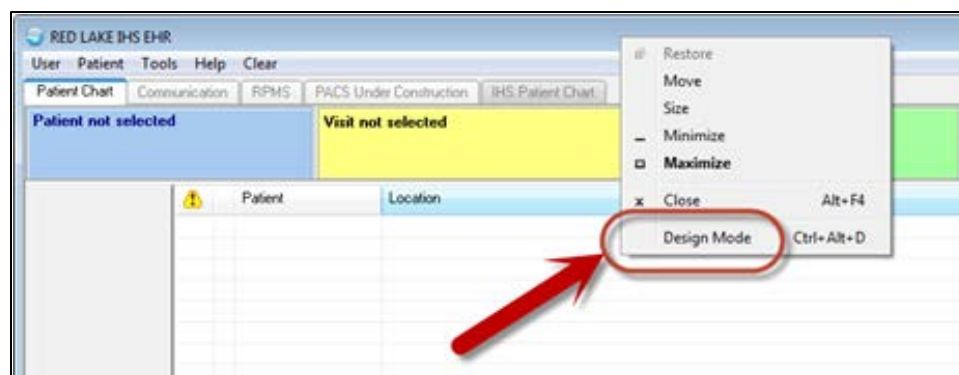 RED LAKE IHS EHR
User Patient Tools Help Clear
Patient Chart Communication RPMS PACS Under Construction IHS Patient Chart
Patient not selected Visit not selected
Patient Location
Restore
Move
Size
Minimize
Maximize
Close Alt+F4
Design Mode Ctrl+Alt+D